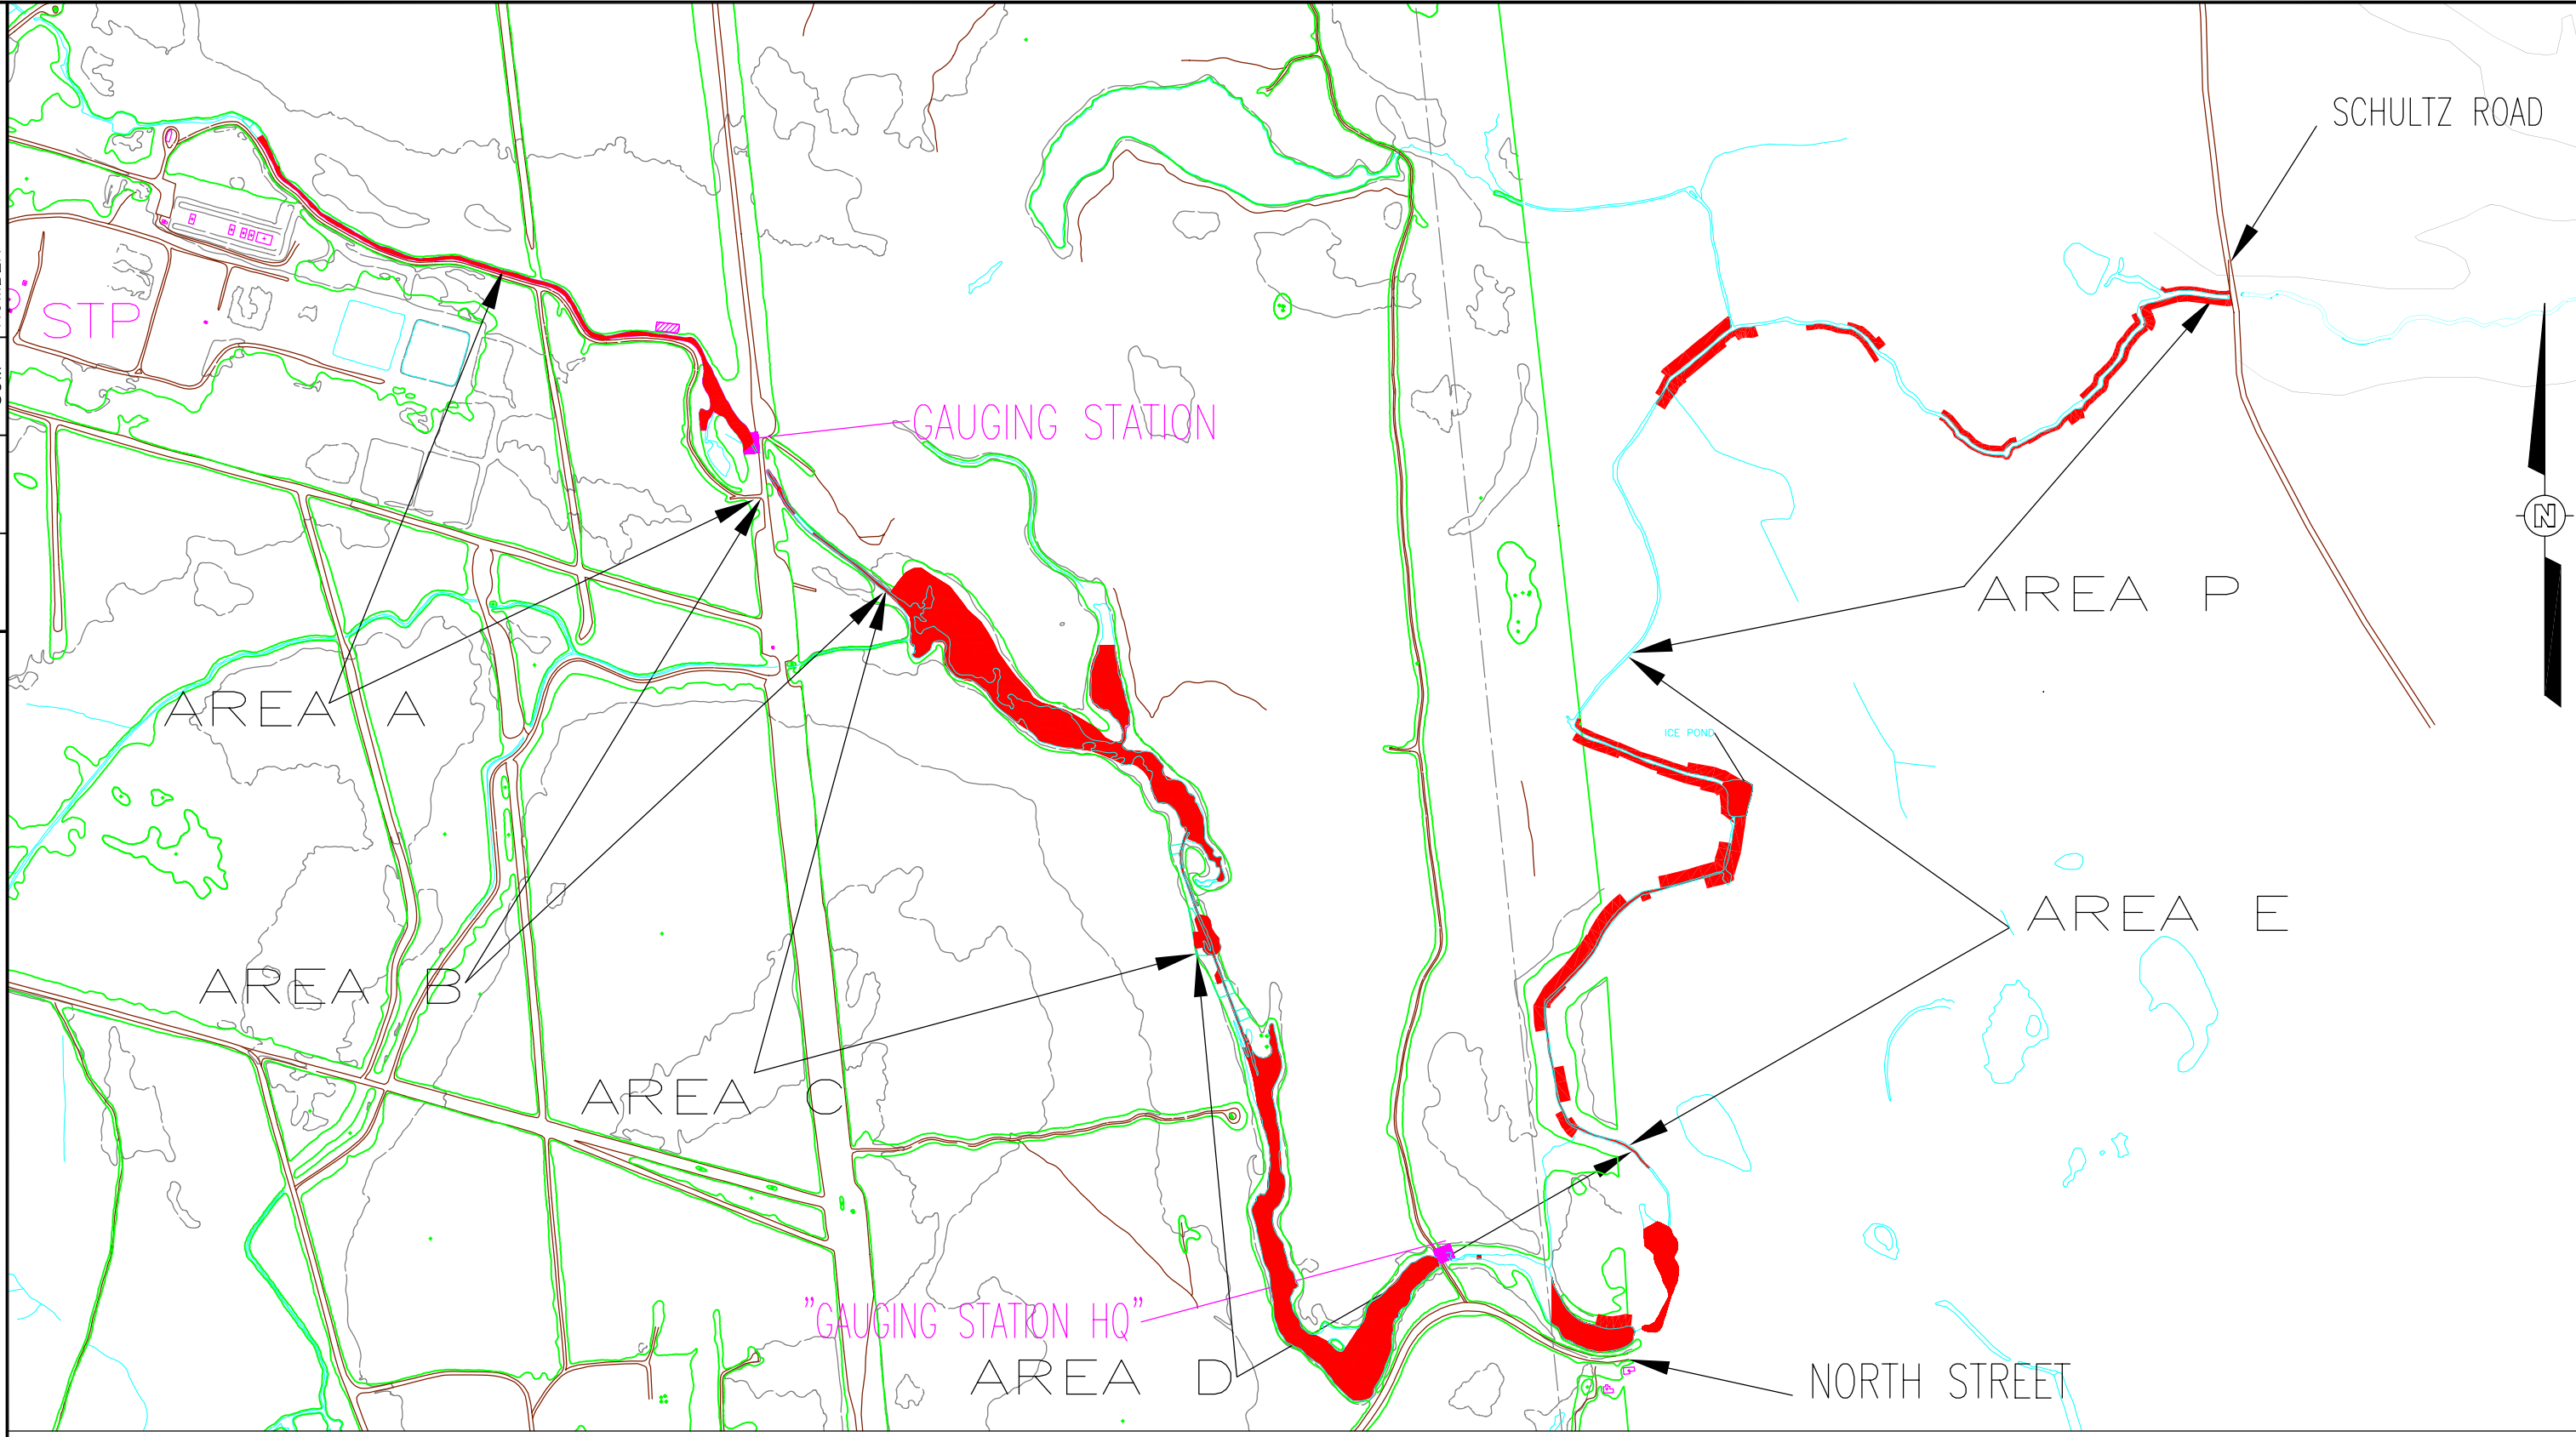 SCHULTZ ROAD
STP
GAUGING STATION
N
AREA P
AREA A
ICE POND
AREA E
AREA B
AREA C
"GAUGING STATION HQ"
AREA D
NORTH STREET